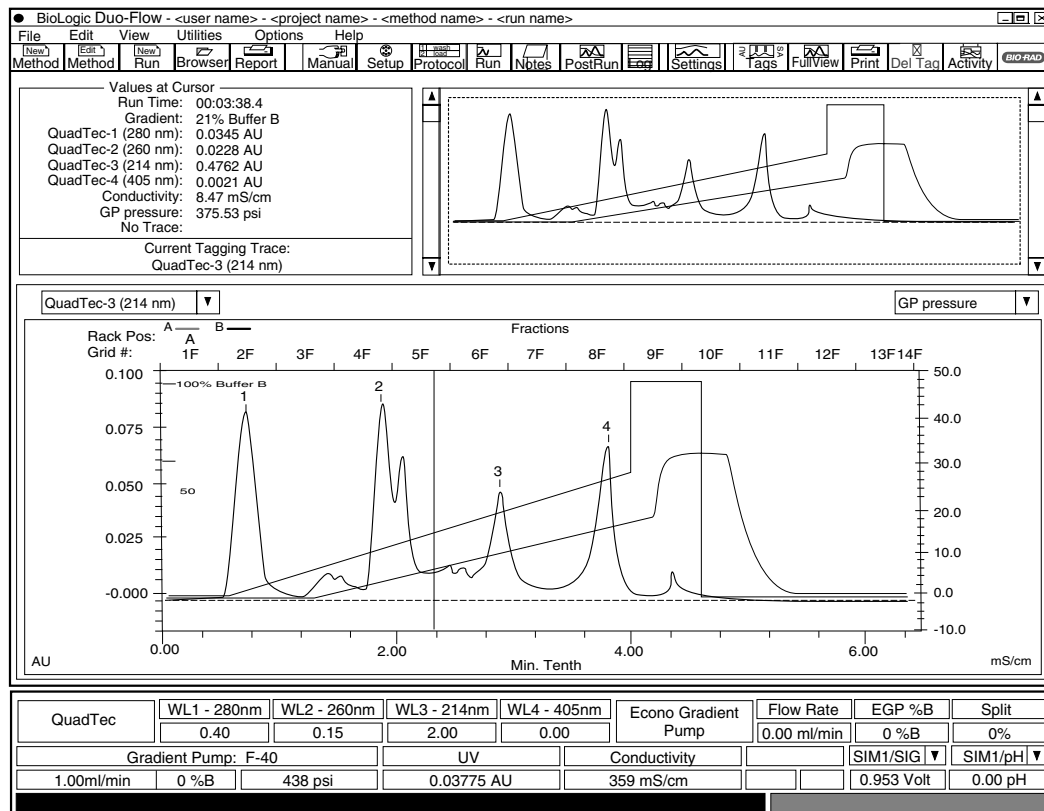 BioLogic Duo-Flow - <user name> - <project name> - <method name> - <run name>
File Edit View Utilities Options Help
New Method Edit Method New Run Browser Report Manual Setup wash load Protocol Run Notes PostRun Log Settings UV SA Tags FullView Print Del Tag Activity BIO-RAD
Values at Cursor
Run Time: 00:03:38.4
Gradient: 21% Buffer B
QuadTec-1 (280 nm): 0.0345 AU
QuadTec-2 (260 nm): 0.0228 AU
QuadTec-3 (214 nm): 0.4762 AU
QuadTec-4 (405 nm): 0.0021 AU
Conductivity: 8.47 mS/cm
GP pressure: 375.53 psi
No Trace:
Current Tagging Trace:
QuadTec-3 (214 nm)
QuadTec-3 (214 nm) GP pressure
Rack Pos: A B Fractions
A
Grid #: 1F 2F 3F 4F 5F 6F 7F 8F 9F 10F 11F 12F 13F 14F
0.100 50.0
100% Buffer B
1 2 3 4
0.075 40.0
0.050 30.0
50
0.025 20.0
10.0
-0.000 0.0
-10.0
0.00 2.00 4.00 6.00
AU Min. Tenth mS/cm
QuadTec WL1 - 280nm WL2 - 260nm WL3 - 214nm WL4 - 405nm Econo Gradient Pump Flow Rate EGP %B Split
0.40 0.15 2.00 0.00 0.00 ml/min 0 %B 0%
Gradient Pump: F-40 UV Conductivity SIM1/SIG SIM1/pH
1.00ml/min 0 %B 438 psi 0.03775 AU 359 mS/cm 0.953 Volt 0.00 pH